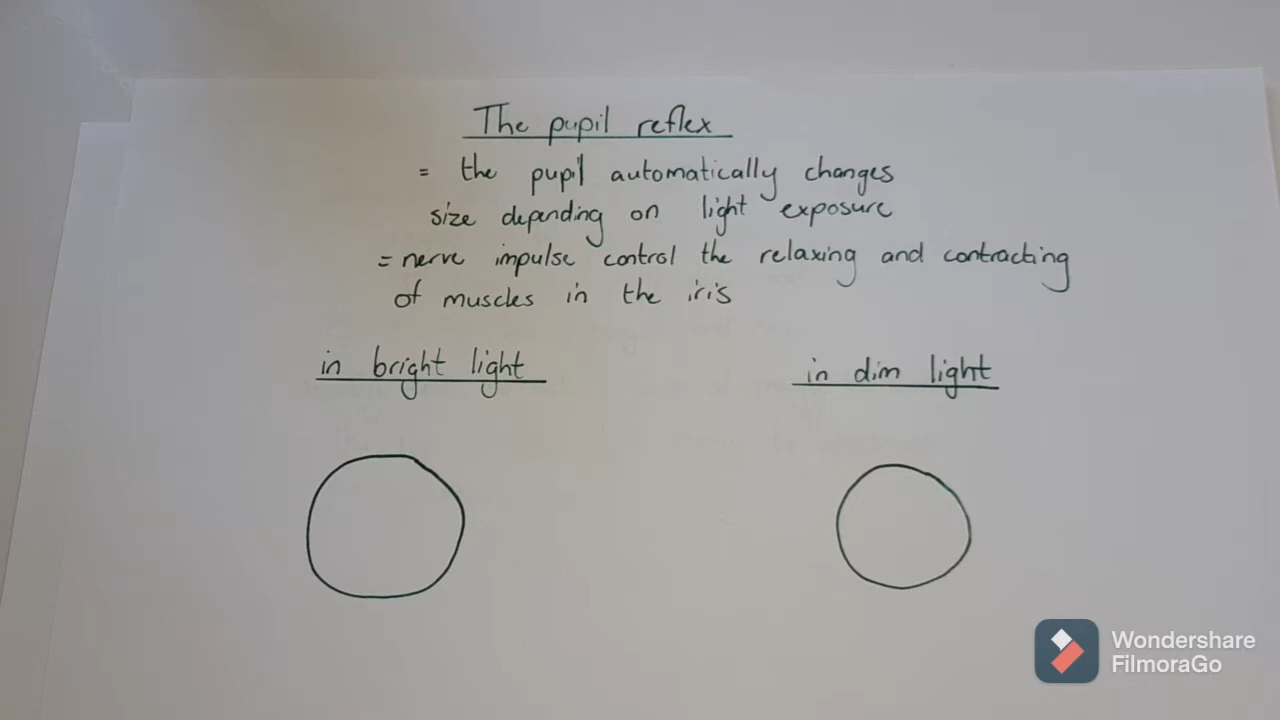 The pupil reflex
= the pupil automatically changes
size depending on light exposure
= nerve impulse control the relaxing and contracting
of muscles in the iris
in bright light
in dim light
Wondershare
FilmoraGo